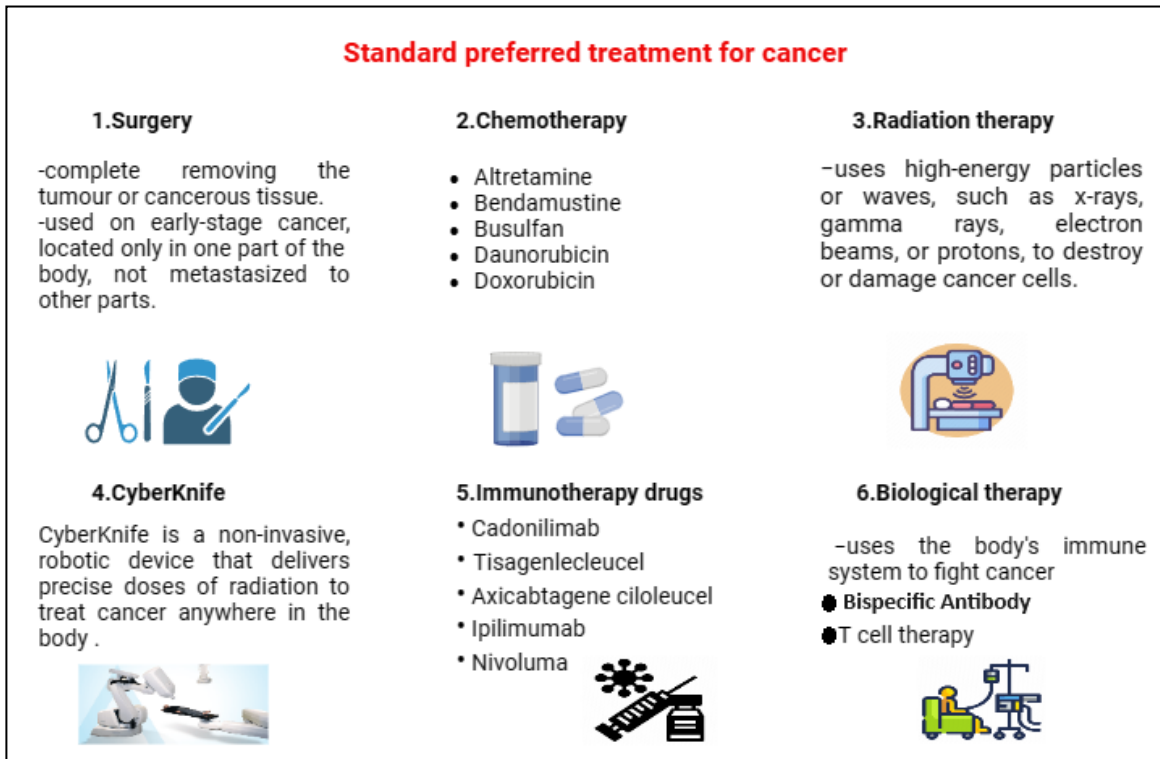 Standard preferred treatment for cancer
1.Surgery
-complete removing the
tumour or cancerous tissue.
-used on early-stage cancer,
located only in one part of the
body, not metastasized to
other parts.
2.Chemotherapy
• Altretamine
• Bendamustine
• Busulfan
• Daunorubicin
• Doxorubicin
3.Radiation therapy
−uses high-energy particles
or waves, such as x-rays,
gamma rays, electron
beams, or protons, to destroy
or damage cancer cells.
4.CyberKnife
CyberKnife is a non-invasive,
robotic device that delivers
precise doses of radiation to
treat cancer anywhere in the
body .
5.Immunotherapy drugs
• Cadonilimab
• Tisagenlecleucel
• Axicabtagene ciloleucel
• Ipilimumab
• Nivoluma
6.Biological therapy
−uses the body's immune
system to fight cancer
● Bispecific Antibody
●T cell therapy